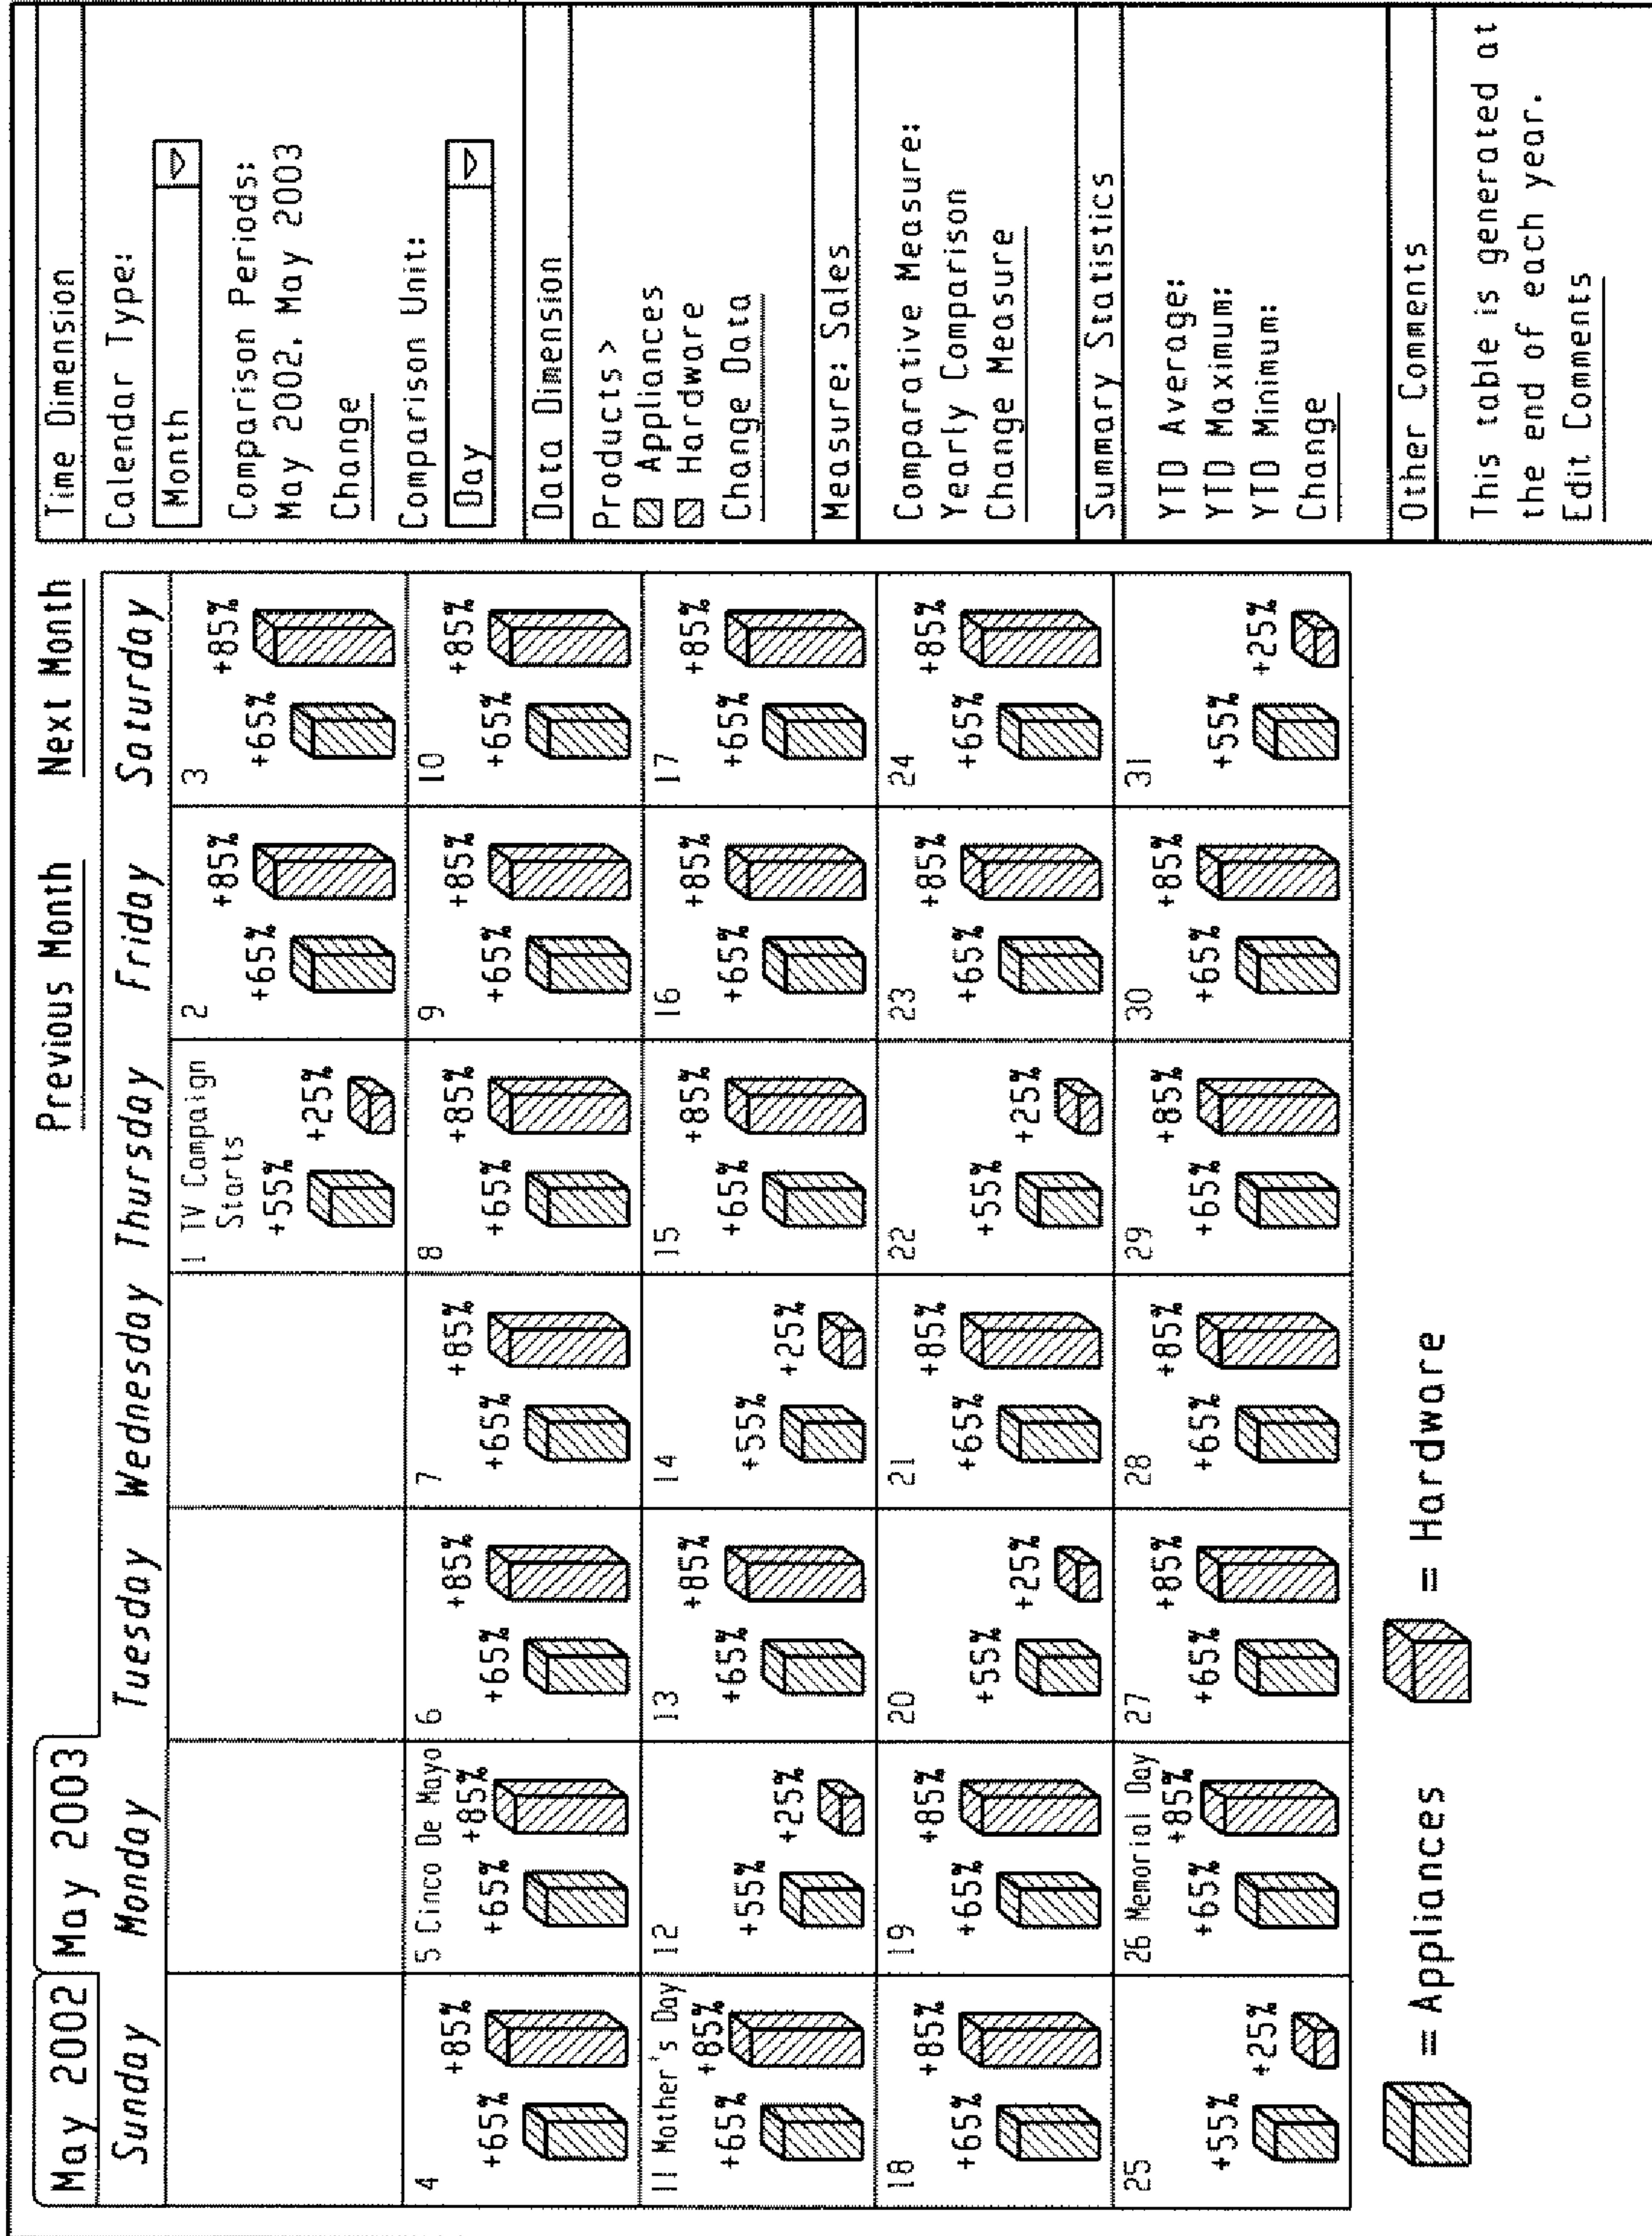 May 2002 May 2003 Previous Month Next Month
Sunday Monday Tuesday Wednesday Thursday Friday Saturday
1 TV Campaign
Starts
+55% +25%
2
+65% +85%
3
+65% +85%
4
+65% +85%
5 Cinco De Mayo
+65% +85%
6
+65% +85%
7
+65% +85%
8
+65% +85%
9
+65% +85%
10
+65% +85%
11 Mother's Day
+65% +85%
12
+55% +25%
13
+65% +85%
14
+55% +25%
15
+65% +85%
16
+65% +85%
17
+65% +85%
18
+65% +85%
19
+65% +85%
20
+55% +25%
21
+65% +85%
22
+55% +25%
23
+65% +85%
24
+65% +85%
25
+55% +25%
26 Memorial Day
+65% +85%
27
+65% +85%
28
+65% +85%
29
+65% +85%
30
+65% +85%
31
+55% +25%
= Appliances = Hardware
Time Dimension
Calendar Type:
Month
Comparison Periods:
May 2002. May 2003
Change
Comparison Unit:
Day
Data Dimension
Products >
Appliances
Hardware
Change Data
Measure: Sales
Comparative Measure:
Yearly Comparison
Change Measure
Summary Statistics
YTD Average:
YTD Maximum:
YTD Minimum:
Change
Other Comments
This table is generated at
the end of each year.
Edit Comments